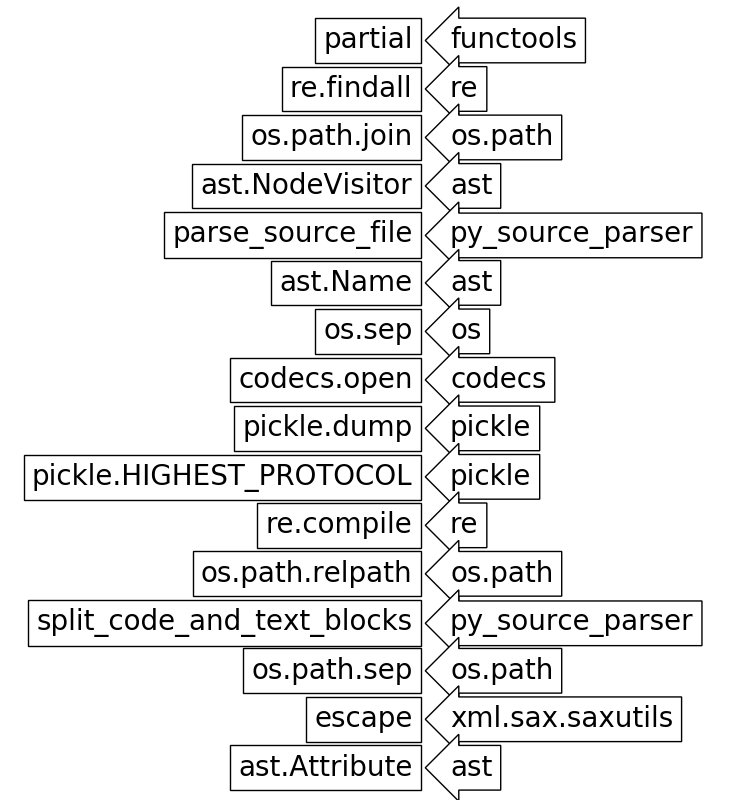 partial functools
re.findall re
os.path.join os.path
ast.NodeVisitor ast
parse_source_file py_source_parser
ast.Name ast
os.sep os
codecs.open codecs
pickle.dump pickle
pickle.HIGHEST_PROTOCOL pickle
re.compile re
os.path.relpath os.path
split_code_and_text_blocks py_source_parser
os.path.sep os.path
escape xml.sax.saxutils
ast.Attribute ast